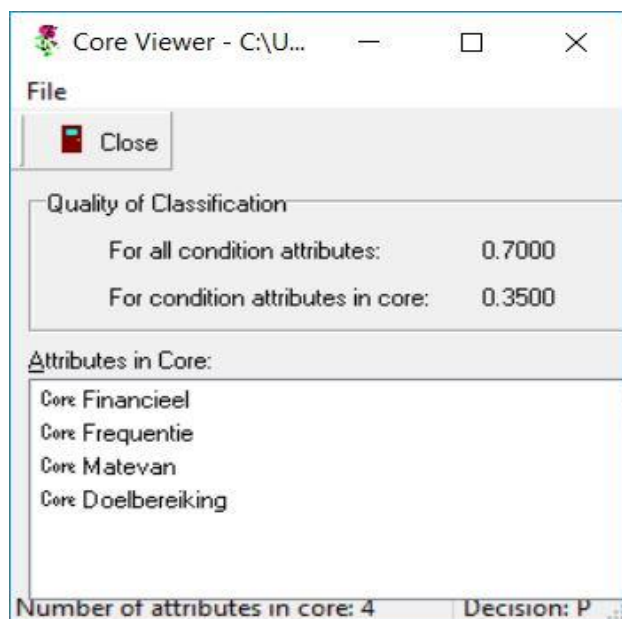 Core Viewer - C:\U...
File
Close
Quality of Classification
For all condition attributes: 0.7000
For condition attributes in core: 0.3500
Attributes in Core:
Core Financieel
Core Frequentie
Core Matevan
Core Doelbereiking
Number of attributes in core: 4 Decision: P